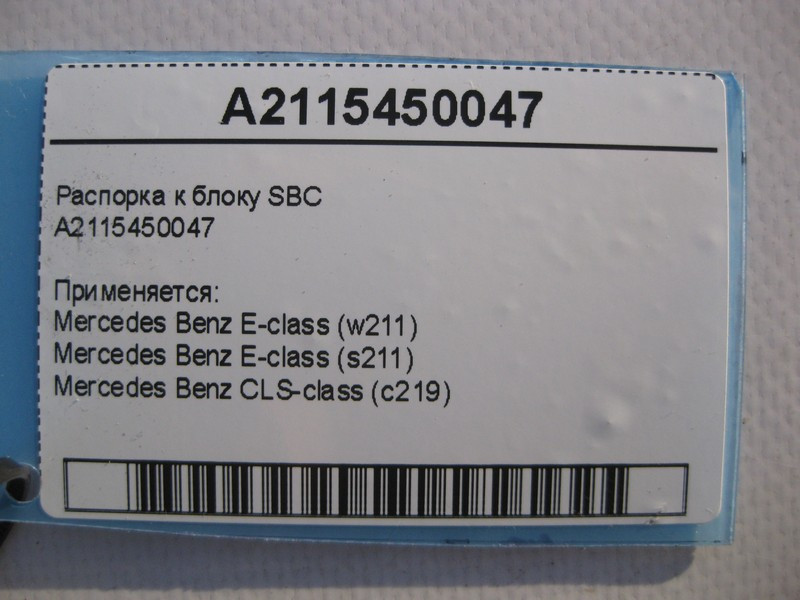 A2115450047
Распорка к блоку SBC
A2115450047
Применяется:
Mercedes Benz E-class (w211)
Mercedes Benz E-class (s211)
Mercedes Benz CLS-class (c219)